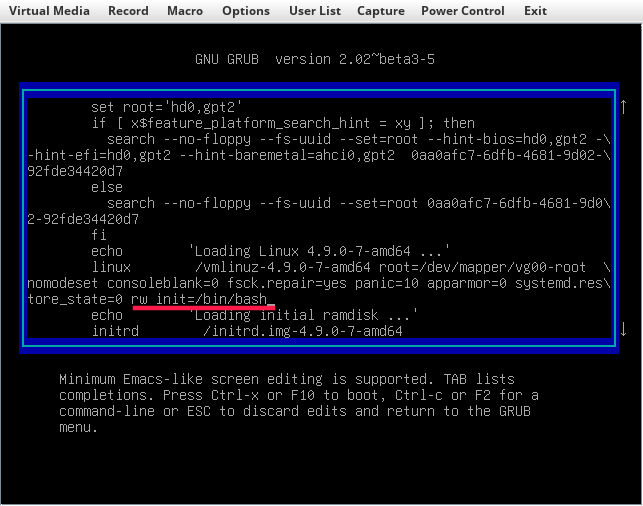 Virtual Media Record Macro Options User List Capture Power Control Exit
GNU GRUB version 2.02~beta3-5
set root='hd0,gpt2'
if [ x$feature_platform_search_hint = xy ]; then
search --no-floppy --fs-uuid --set=root --hint-bios=hd0,gpt2 -\
-hint-efi=hd0,gpt2 --hint-baremetal=ahci0,gpt2 0aa0afc7-6dfb-4681-9d02-\
92fde34420d7
else
search --no-floppy --fs-uuid --set=root 0aa0afc7-6dfb-4681-9d0\
2-92fde34420d7
fi
echo 'Loading Linux 4.9.0-7-amd64 ...'
linux /vmlinuz-4.9.0-7-amd64 root=/dev/mapper/vg00-root \
nomodeset consoleblank=0 fsck.repair=yes panic=10 apparmor=0 systemd.res\
tore_state=0 rw init=/bin/bash_
echo 'Loading initial ramdisk ...'
initrd /initrd.img-4.9.0-7-amd64
↑
↓
Minimum Emacs-like screen editing is supported. TAB lists
completions. Press Ctrl-x or F10 to boot, Ctrl-c or F2 for a
command-line or ESC to discard edits and return to the GRUB
menu.